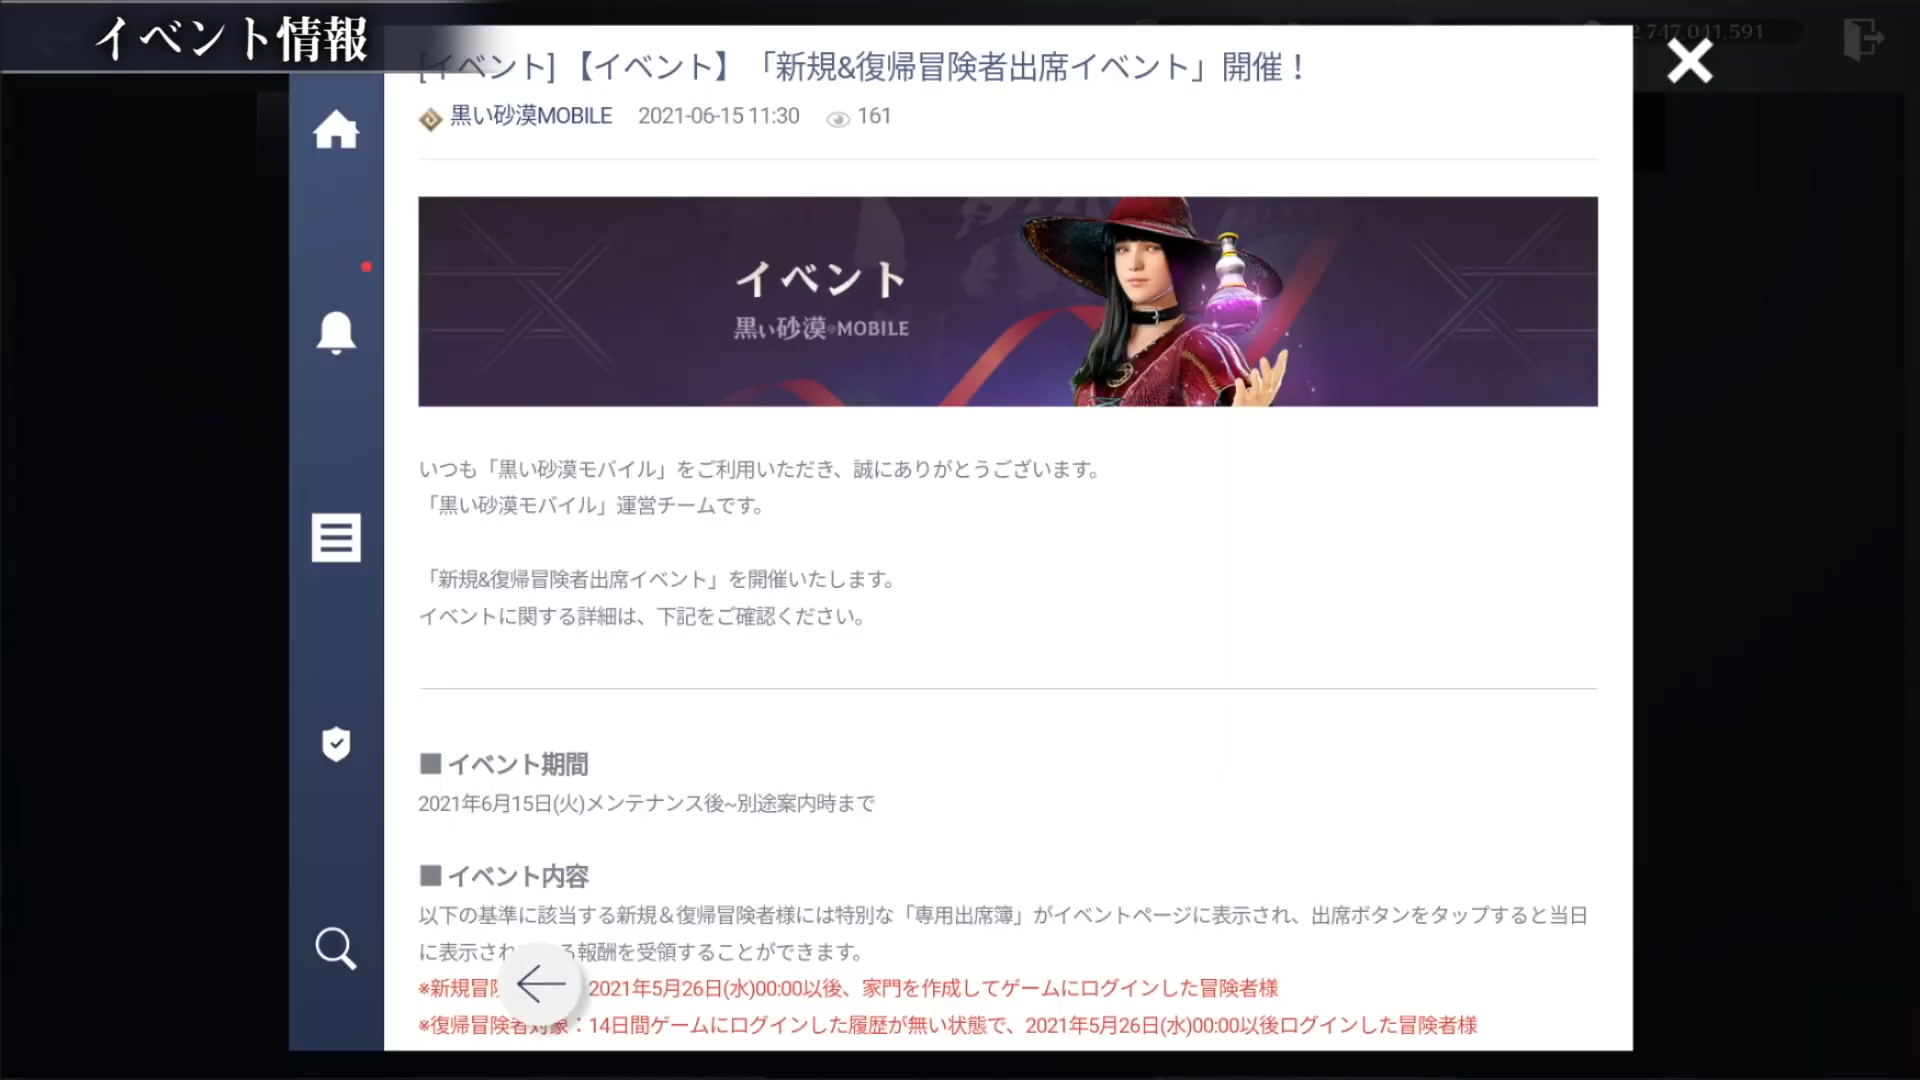 イベント情報
2,747,041,591
[イベント] 【イベント】「新規&復帰冒険者出席イベント」開催！
黒い砂漠MOBILE 2021-06-15 11:30 161
イベント
黒い砂漠MOBILE
いつも「黒い砂漠モバイル」をご利用いただき、誠にありがとうございます。
「黒い砂漠モバイル」運営チームです。
「新規&復帰冒険者出席イベント」を開催いたします。
イベントに関する詳細は、下記をご確認ください。
■ イベント期間
2021年6月15日(火)メンテナンス後~別途案内時まで
■ イベント内容
以下の基準に該当する新規＆復帰冒険者様には特別な「専用出席簿」がイベントページに表示され、出席ボタンをタップすると当日
に表示され る報酬を受領することができます。
※新規冒険 2021年5月26日(水)00:00以後、家門を作成してゲームにログインした冒険者様
※復帰冒険者対象：14日間ゲームにログインした履歴が無い状態で、2021年5月26日(水)00:00以後ログインした冒険者様